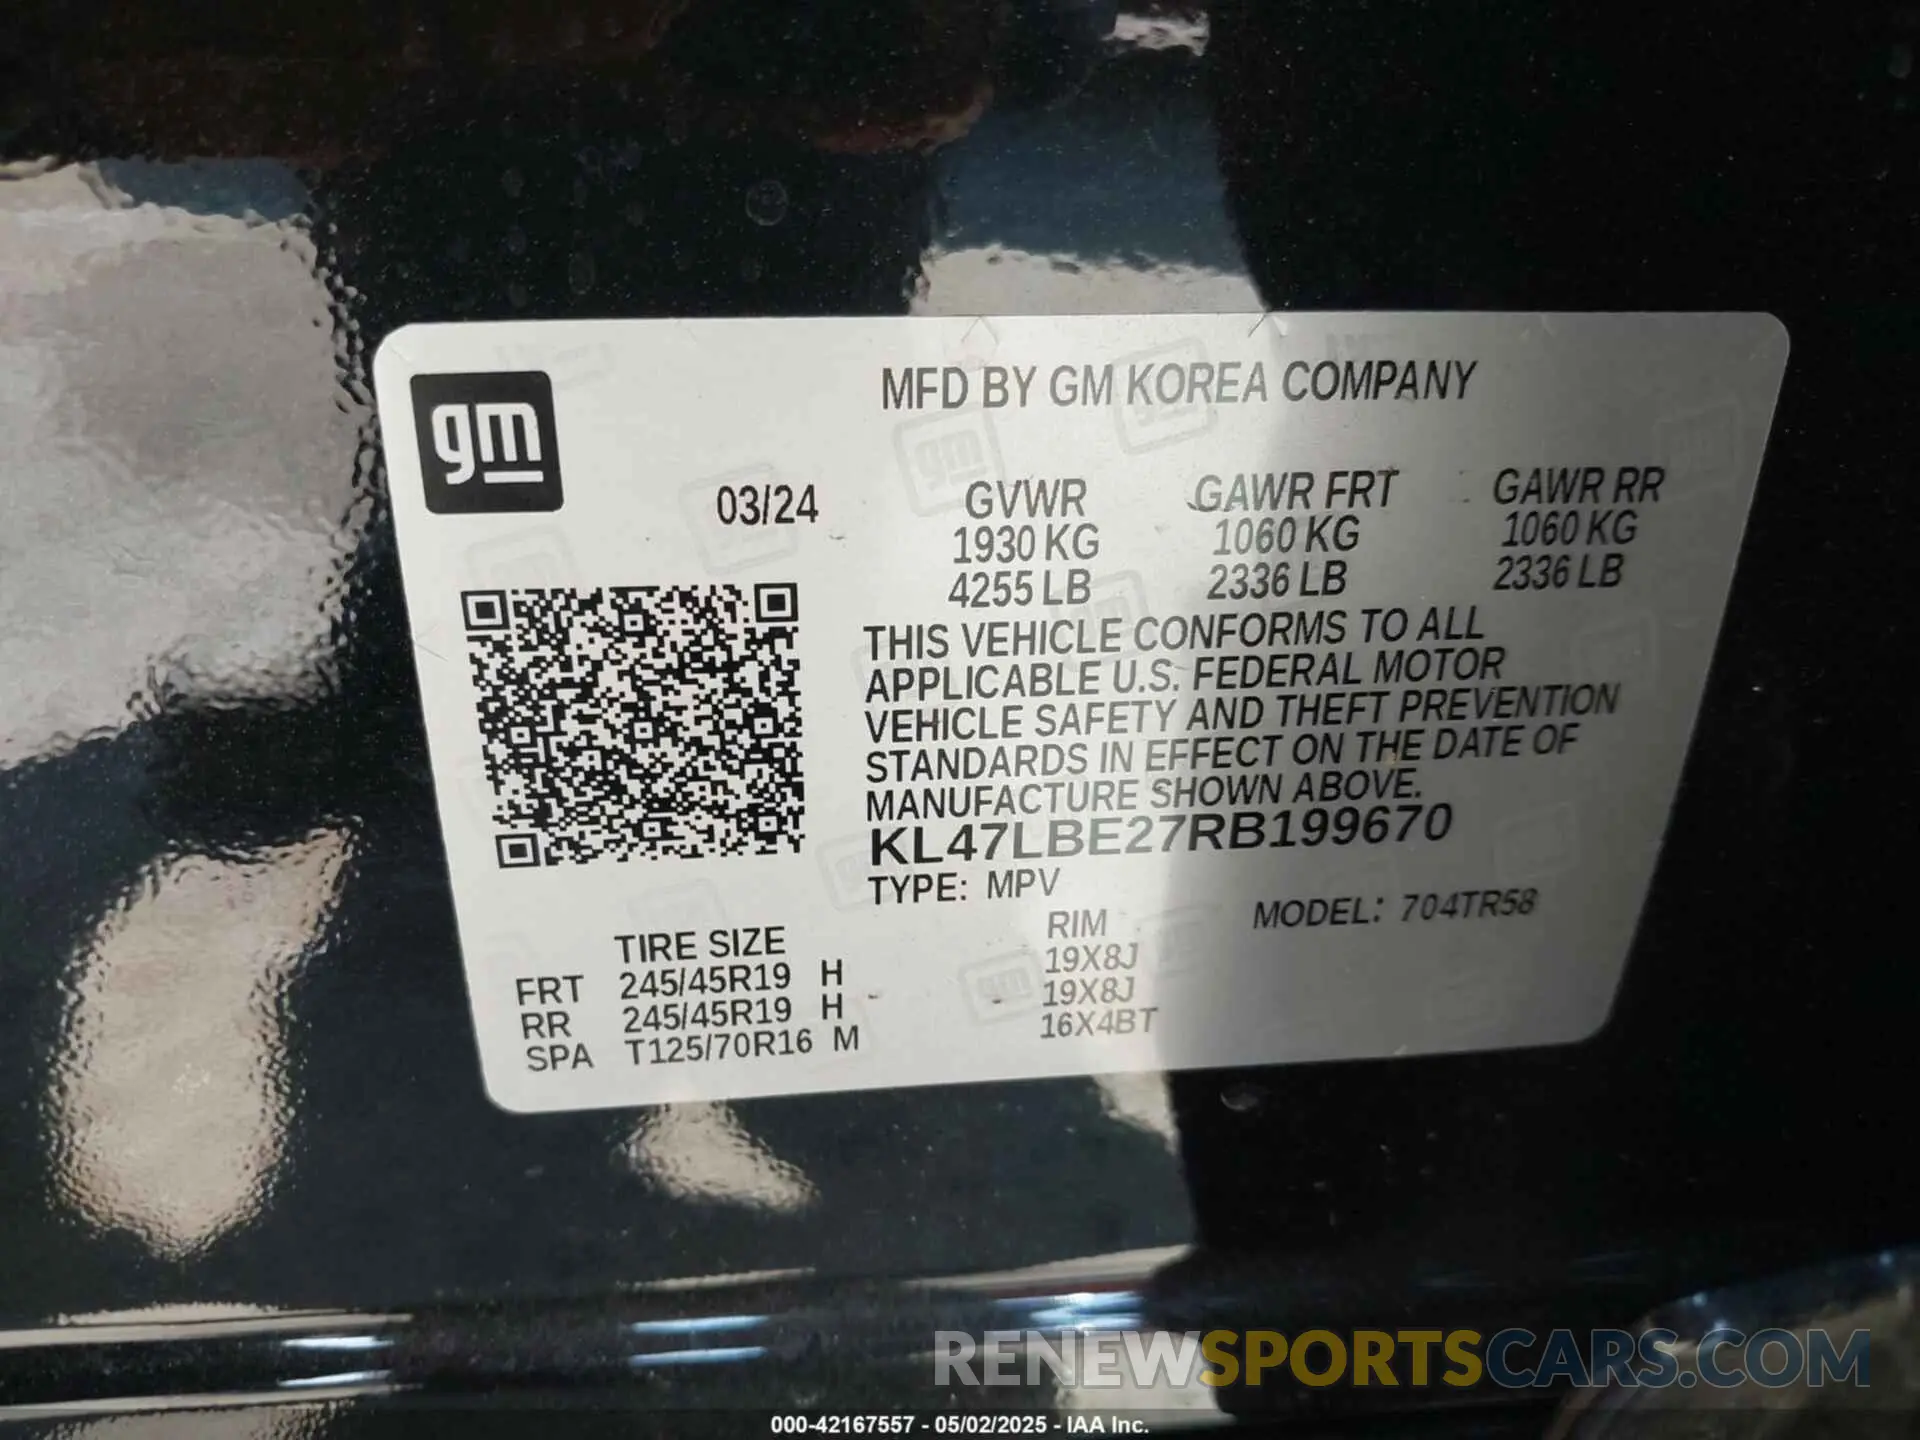 MFD BY GM KOREA COMPANY
gm
03/24
GVWR GAWR FRT GAWR RR
1930 KG 1060 KG 1060 KG
4255 LB 2336 LB 2336 LB
THIS VEHICLE CONFORMS TO ALL
APPLICABLE U.S. FEDERAL MOTOR
VEHICLE SAFETY AND THEFT PREVENTION
STANDARDS IN EFFECT ON THE DATE OF
MANUFACTURE SHOWN ABOVE.
KL47LBE27RB199670
TYPE: MPV MODEL: 704TR58
TIRE SIZE RIM
FRT 245/45R19 H 19X8J
RR 245/45R19 H 19X8J
SPA T125/70R16 M 16X4BT
RENEWSPORTSCARS.COM
000-42167557 - 05/02/2025 - IAA Inc.